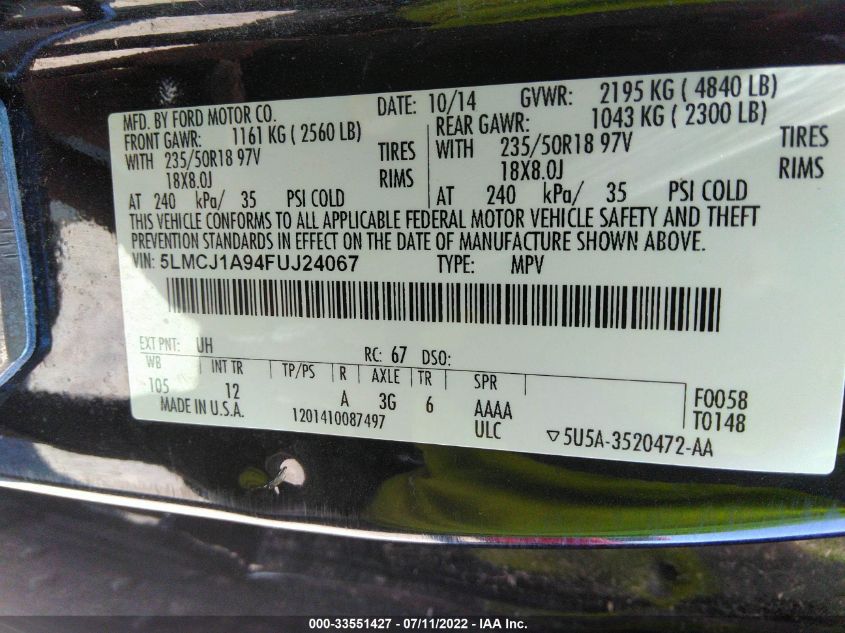 MFD. BY FORD MOTOR CO.
DATE: 10/14 GVWR: 2195 KG ( 4840 LB)
FRONT GAWR: 1161 KG ( 2560 LB)
REAR GAWR: 1043 KG ( 2300 LB)
WITH 235/50R18 97V TIRES
WITH 235/50R18 97V TIRES
18X8.0J RIMS
18X8.0J RIMS
AT 240 kPa/ 35 PSI COLD
AT 240 kPa/ 35 PSI COLD
THIS VEHICLE CONFORMS TO ALL APPLICABLE FEDERAL MOTOR VEHICLE SAFETY AND THEFT
PREVENTION STANDARDS IN EFFECT ON THE DATE OF MANUFACTURE SHOWN ABOVE.
VIN: 5LMCJ1A94FUJ24067 TYPE: MPV
EXT PNT: UH RC: 67 DSO:
WB INT TR TP/PS R AXLE TR SPR
105 12 A 3G 6 AAAA F0058
MADE IN U.S.A. 1201410087497 ULC T0148
▽5U5A-3520472-AA
000-33551427 - 07/11/2022 - IAA Inc.